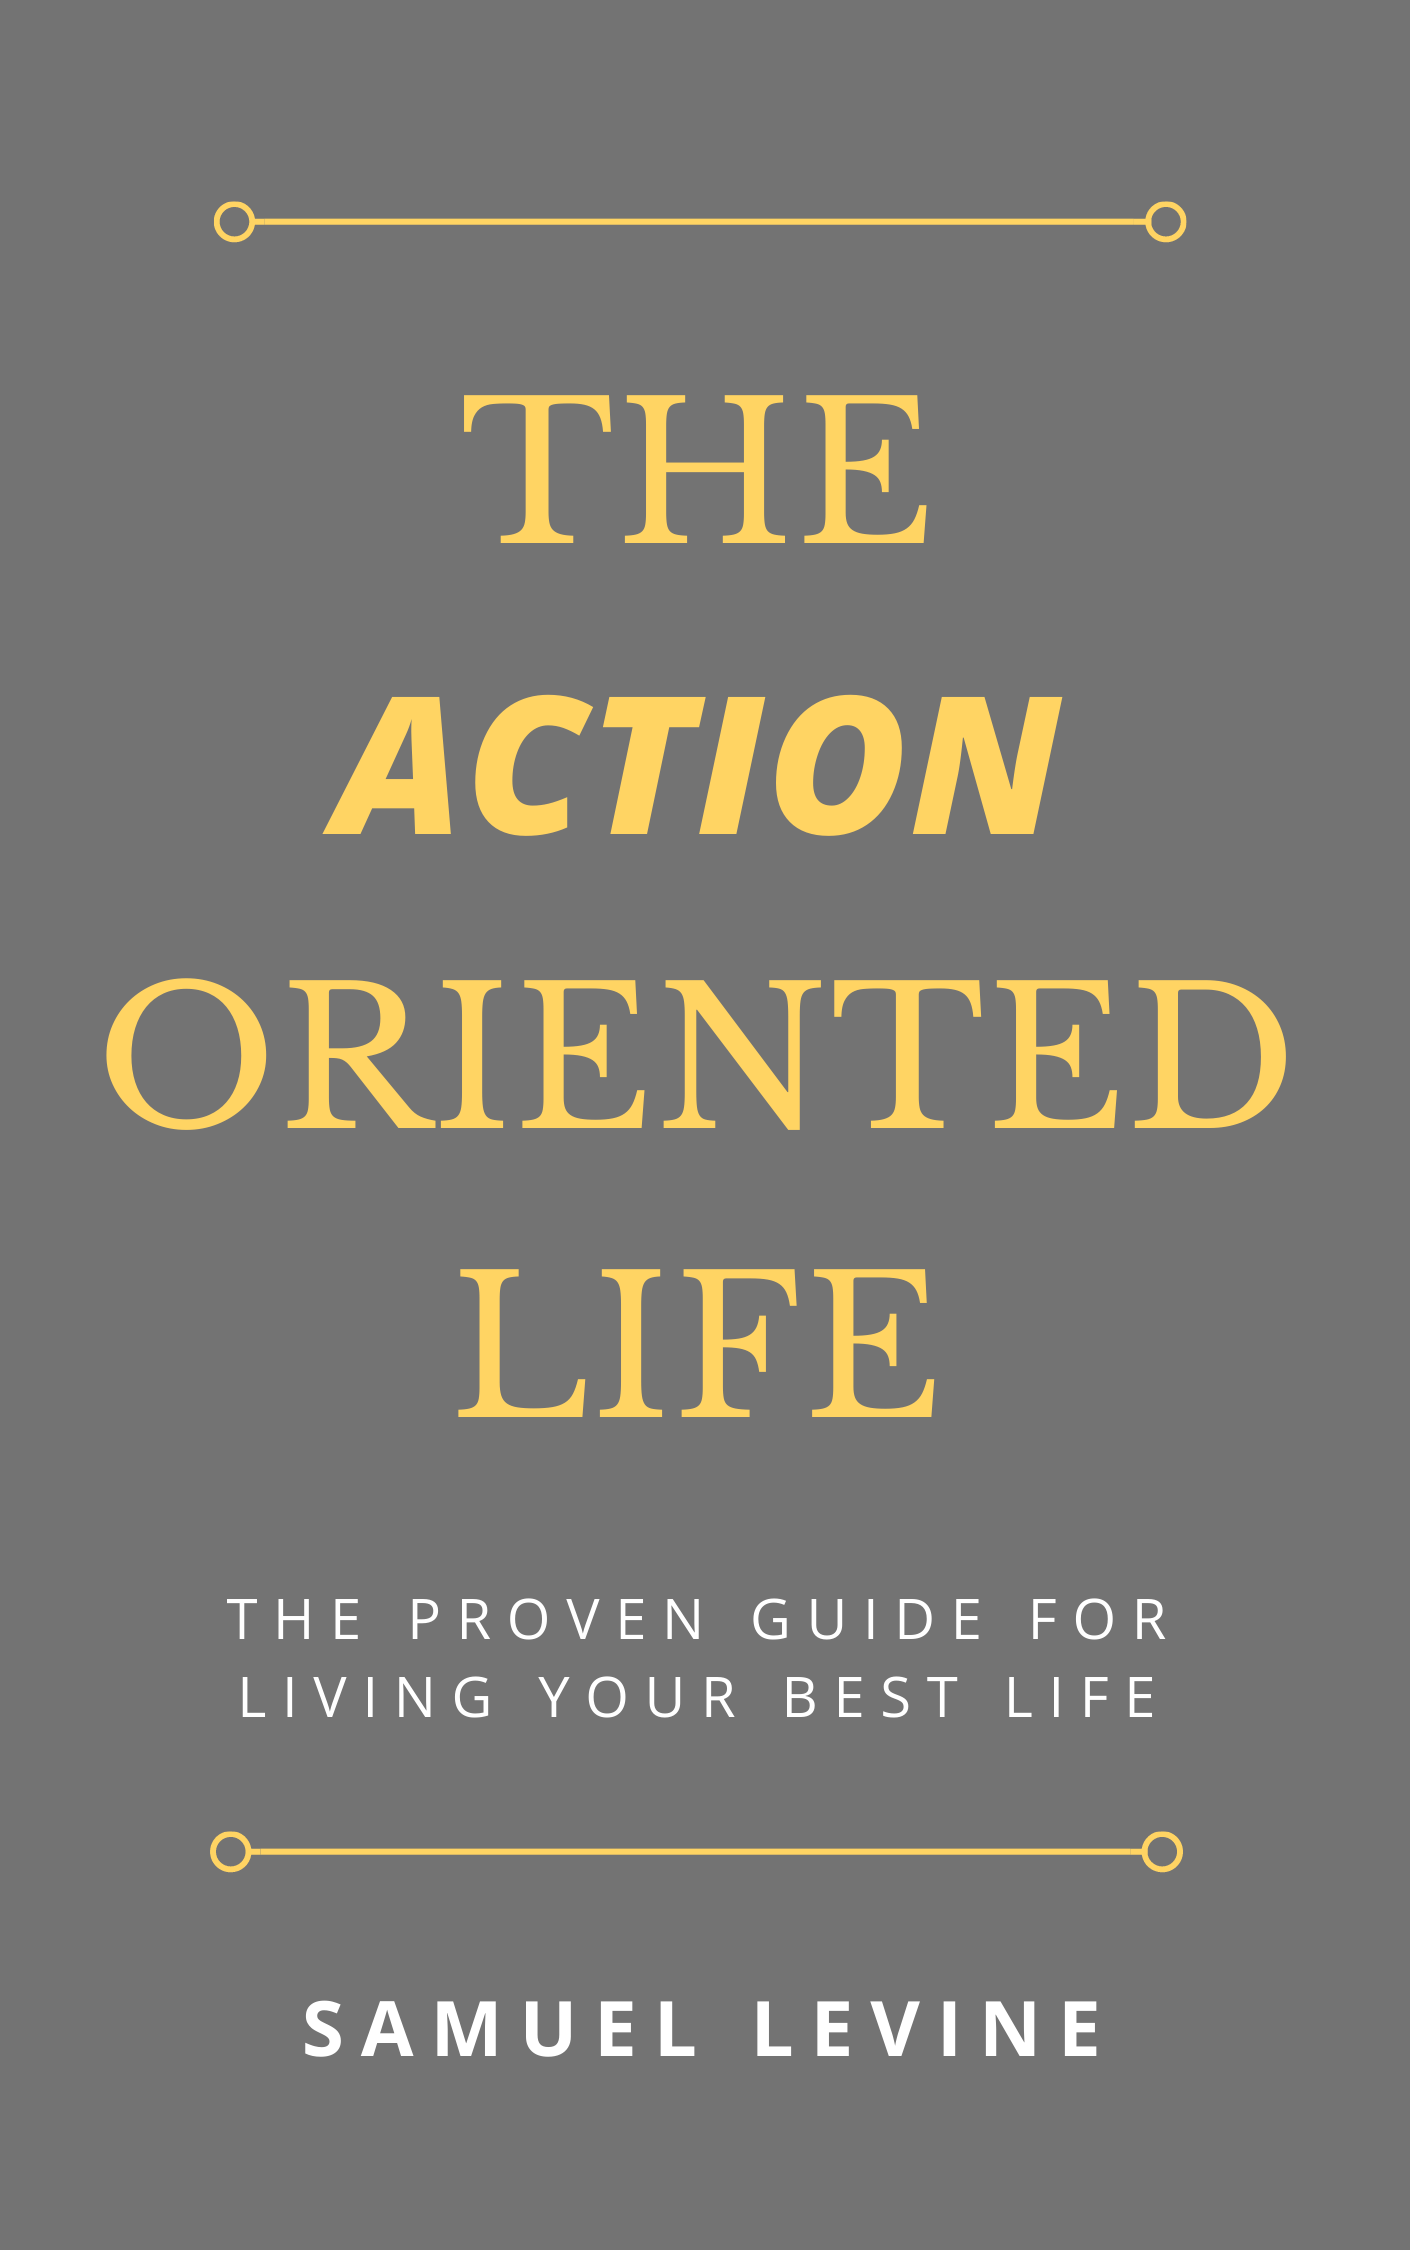 THE
ACTION
ORIENTED
LIFE
THE PROVEN GUIDE FOR
LIVING YOUR BEST LIFE
SAMUEL LEVINE